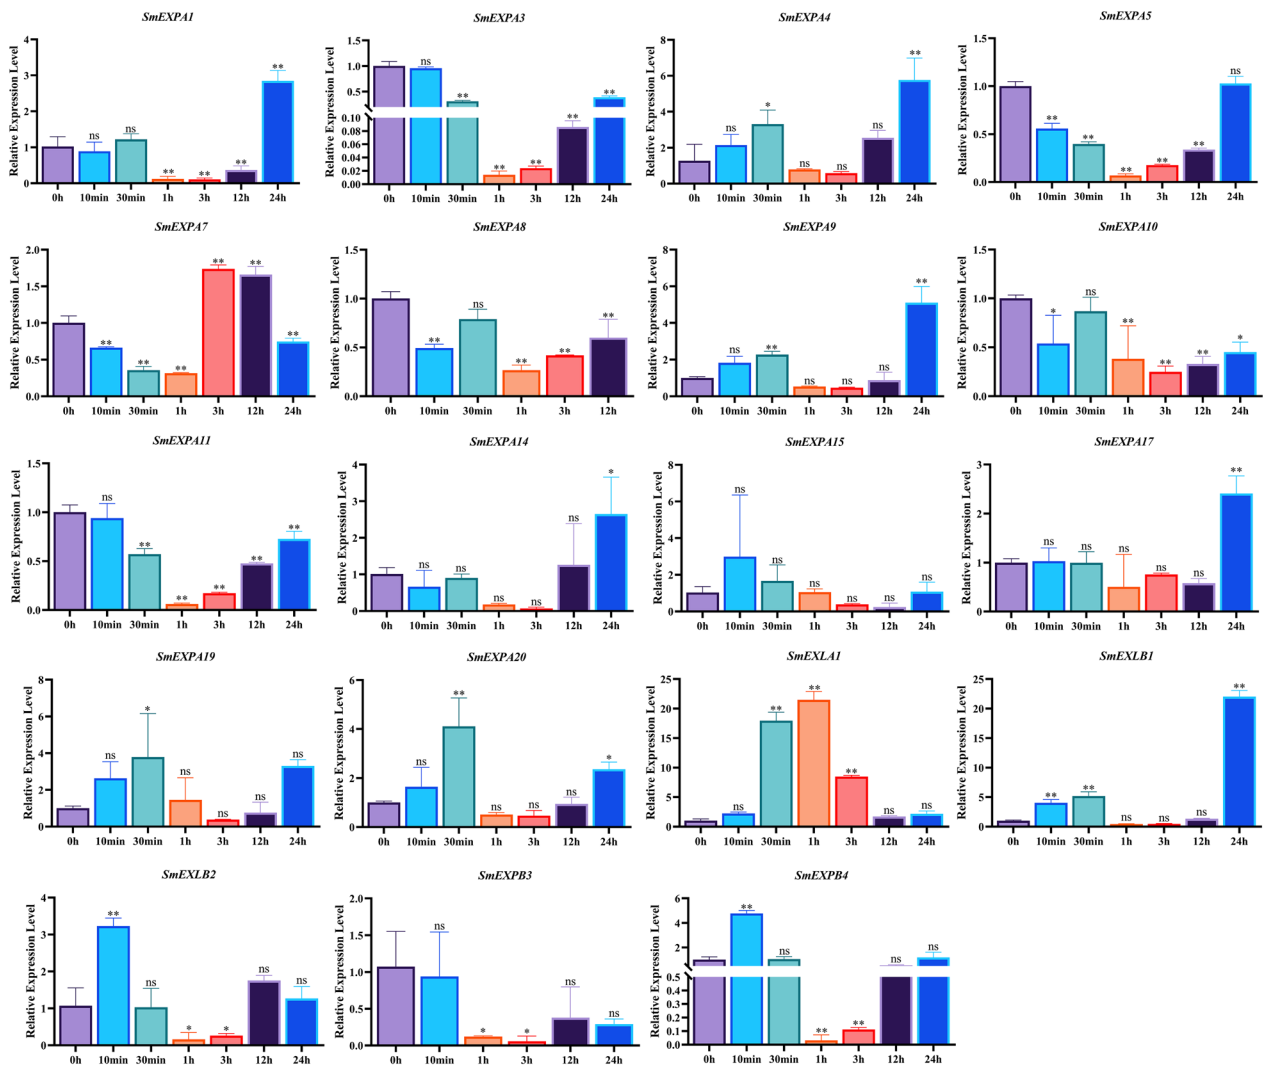 SmEXPA1
Relative Expression Level
4
3
2
1
0
ns ns ** ** ** **
0h 10min 30min 1h 3h 12h 24h
SmEXPA3
Relative Expression Level
1.5
1.0
0.5
0.10
0.08
0.06
0.04
0.02
0.00
ns ** ** ** ** **
0h 10min 30min 1h 3h 12h 24h
SmEXPA4
Relative Expression Level
8
6
4
2
0
ns * ns ns ns **
0h 10min 30min 1h 3h 12h 24h
SmEXPA5
Relative Expression Level
1.5
1.0
0.5
0.0
** ** ** ** ** ns
0h 10min 30min 1h 3h 12h 24h
SmEXPA7
Relative Expression Level
2.0
1.5
1.0
0.5
0.0
** ** ** ** ** **
0h 10min 30min 1h 3h 12h 24h
SmEXPA8
Relative Expression Level
1.5
1.0
0.5
0.0
** ns ** ** **
0h 10min 30min 1h 3h 12h
SmEXPA9
Relative Expression Level
8
6
4
2
0
ns ** ns ns ns **
0h 10min 30min 1h 3h 12h 24h
SmEXPA10
Relative Expression Level
1.5
1.0
0.5
0.0
* ns ** ** ** *
0h 10min 30min 1h 3h 12h 24h
SmEXPA11
Relative Expression Level
1.5
1.0
0.5
0.0
ns ** ** ** ** **
0h 10min 30min 1h 3h 12h 24h
SmEXPA14
Relative Expression Level
4
3
2
1
0
ns ns ns ns ns *
0h 10min 30min 1h 3h 12h 24h
SmEXPA15
Relative Expression Level
8
6
4
2
0
ns ns ns ns ns ns
0h 10min 30min 1h 3h 12h 24h
SmEXPA17
Relative Expression Level
3
2
1
0
ns ns ns ns ns **
0h 10min 30min 1h 3h 12h 24h
SmEXPA19
Relative Expression Level
8
6
4
2
0
ns * ns ns ns ns
0h 10min 30min 1h 3h 12h 24h
SmEXPA20
Relative Expression Level
6
4
2
0
ns ** ns ns ns *
0h 10min 30min 1h 3h 12h 24h
SmEXLA1
Relative Expression Level
25
20
15
10
5
0
ns ** ** ** ns ns
0h 10min 30min 1h 3h 12h 24h
SmEXLB1
Relative Expression Level
25
20
15
10
5
0
** ** ns ns ns **
0h 10min 30min 1h 3h 12h 24h
SmEXLB2
Relative Expression Level
4
3
2
1
0
** ns * * ns ns
0h 10min 30min 1h 3h 12h 24h
SmEXPB3
Relative Expression Level
2.0
1.5
1.0
0.5
0.0
ns * * ns ns
0h 10min 1h 3h 12h 24h
SmEXPB4
Relative Expression Level
6
4
2
0.5
0.4
0.3
0.2
0.1
0.0
** ns ** ** ns ns
0h 10min 30min 1h 3h 12h 24h